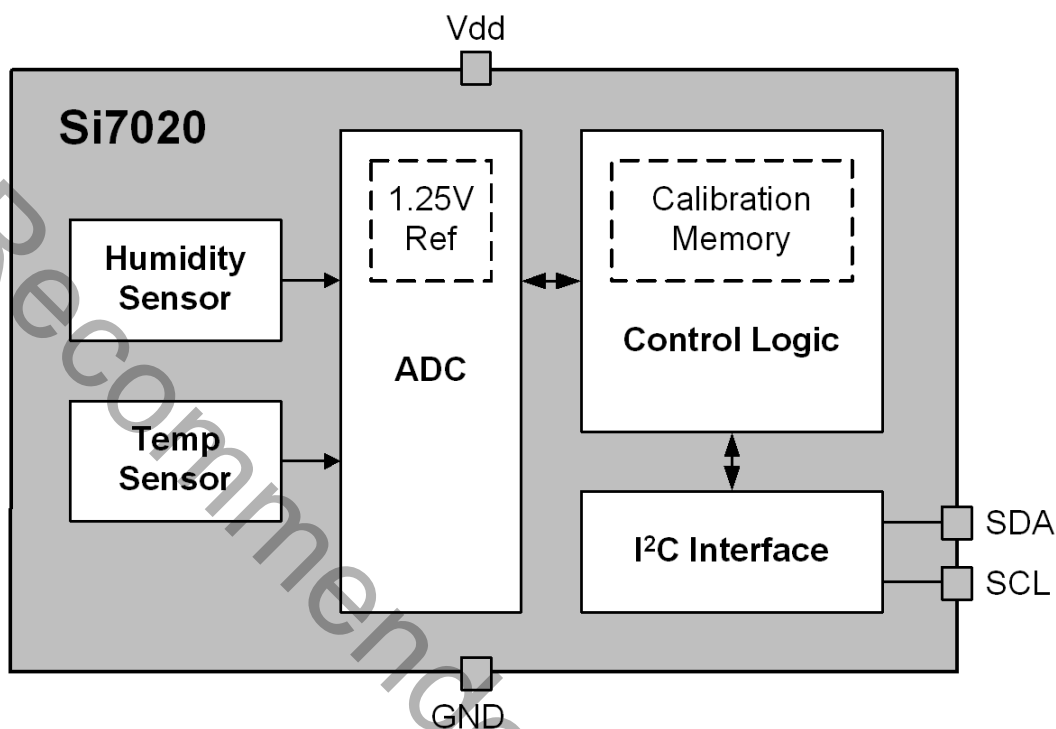 Vdd
Si7020
1.25V
Ref
Calibration
Memory
Humidity
Sensor
Control Logic
ADC
Temp
Sensor
I²C Interface
SDA
SCL
GND
Recommende